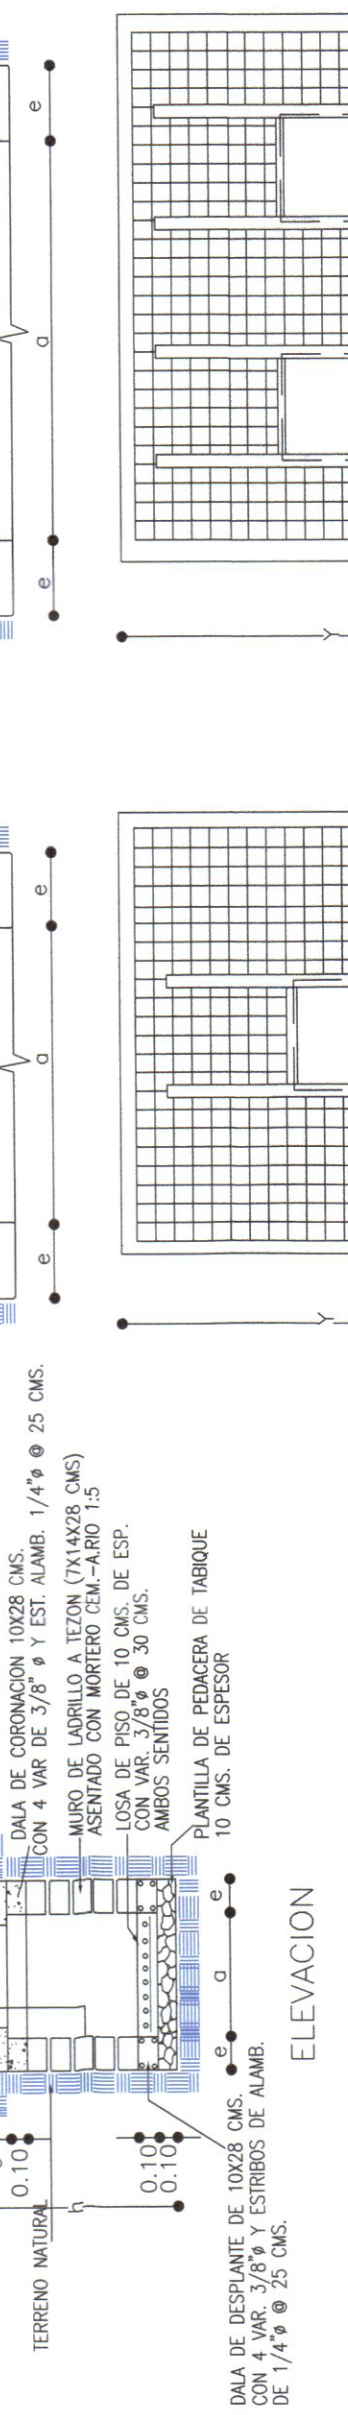 DALA DE CORONACION 10X28 CMS.
CON 4 VAR DE 3/8" ø Y EST. ALAMB. 1/4"ø @ 25 CMS.
MURO DE LADRILLO A TEZON (7X14X28 CMS)
ASENTADO CON MORTERO CEM.-A.RIO 1:5
LOSA DE PISO DE 10 CMS. DE ESP.
CON VAR. 3/8"ø @ 30 CMS.
AMBOS SENTIDOS
PLANTILLA DE PEDACERA DE TABIQUE
10 CMS. DE ESPESOR
TERRENO NATURAL
0.10
h
0.10
0.10
e
a
e
DALA DE DESPLANTE DE 10X28 CMS.
CON 4 VAR. 3/8"ø Y ESTRIBOS DE ALAMB.
DE 1/4"ø @ 25 CMS.
ELEVACION
e
a
e
Y
e
a
e
Y